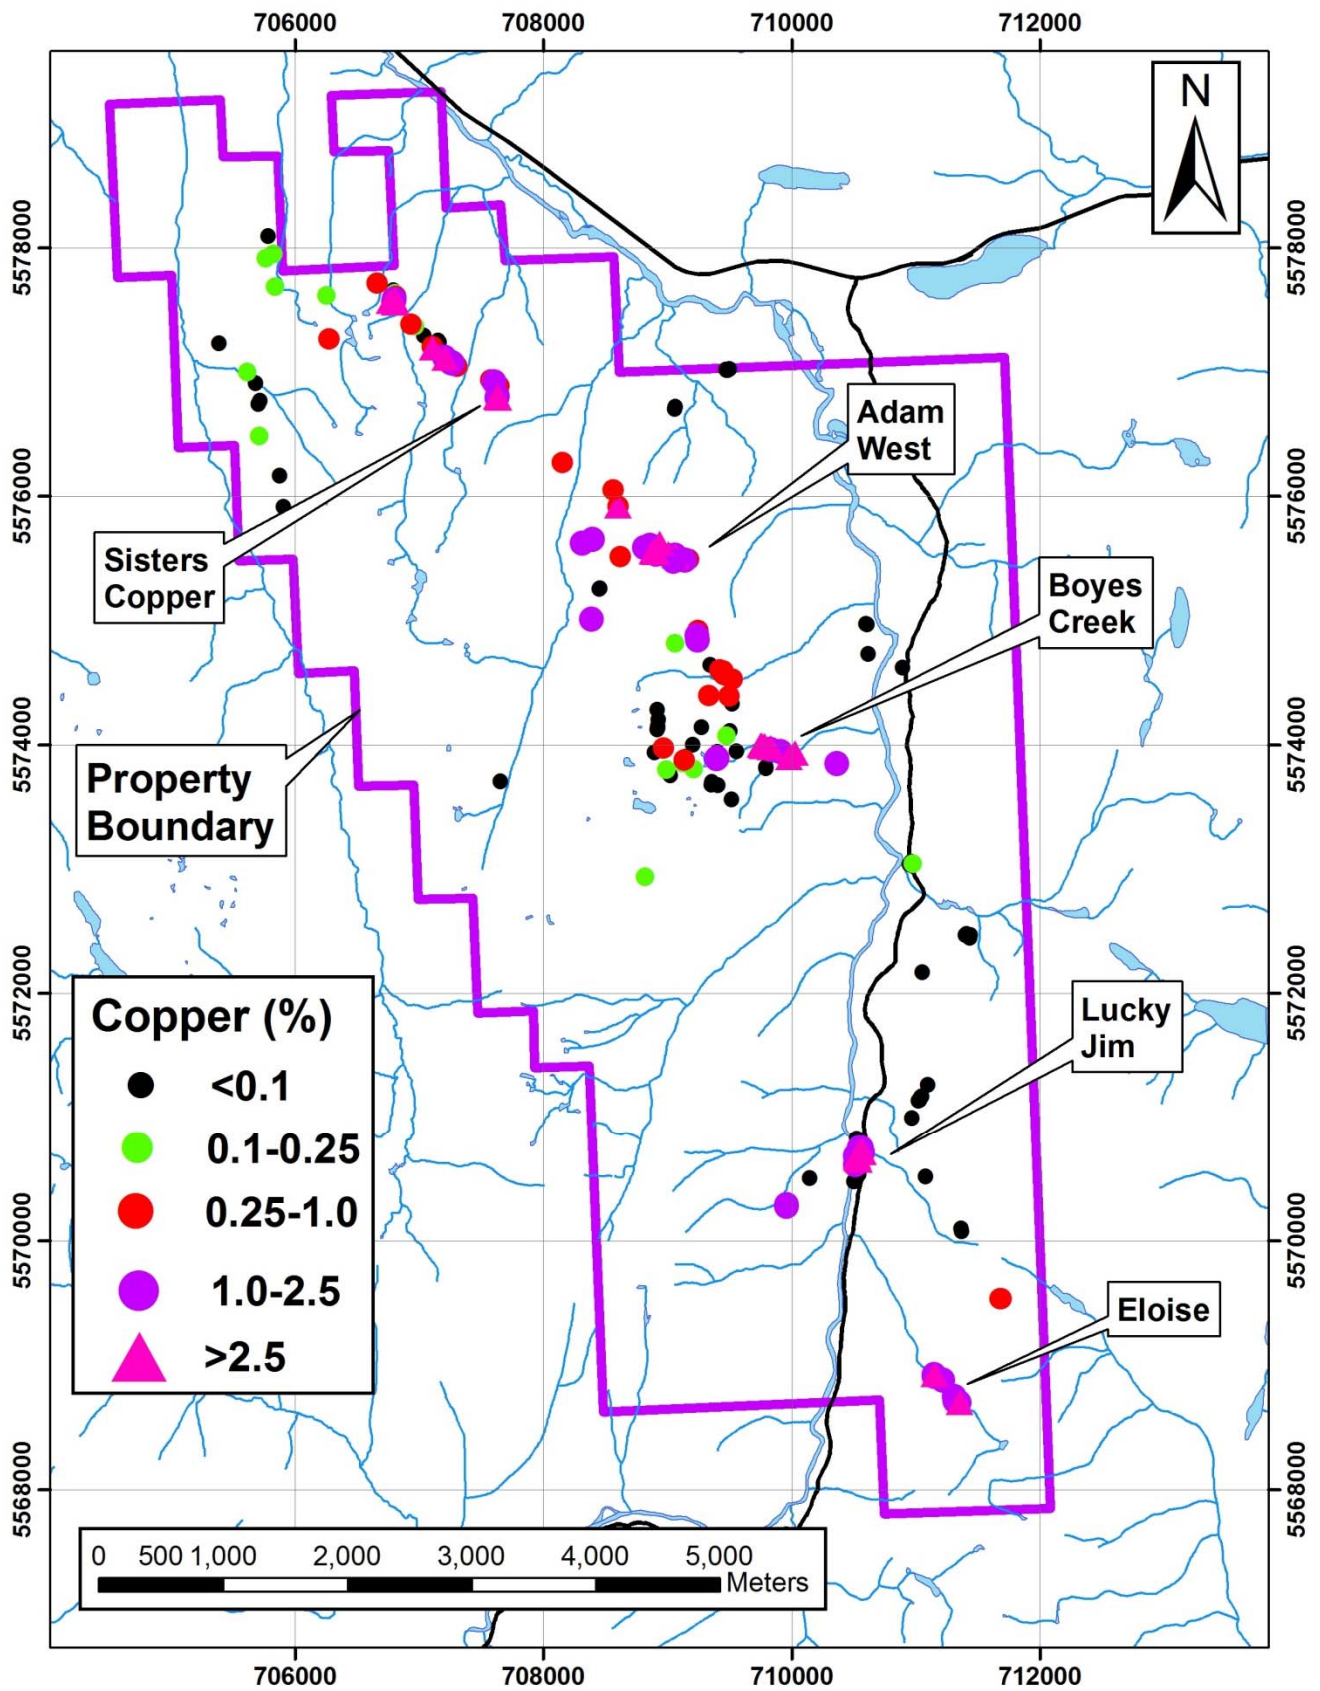 706000 708000 710000 712000
N
5578000 5578000
Adam
West
5576000 5576000
Sisters
Copper
Boyes
Creek
5574000 5574000
Property
Boundary
5572000 5572000
Lucky
Jim
Copper (%)
<0.1
0.1-0.25
0.25-1.0
1.0-2.5
>2.5
5570000 5570000
Eloise
5568000 5568000
0 500 1,000 2,000 3,000 4,000 5,000
Meters
706000 708000 710000 712000